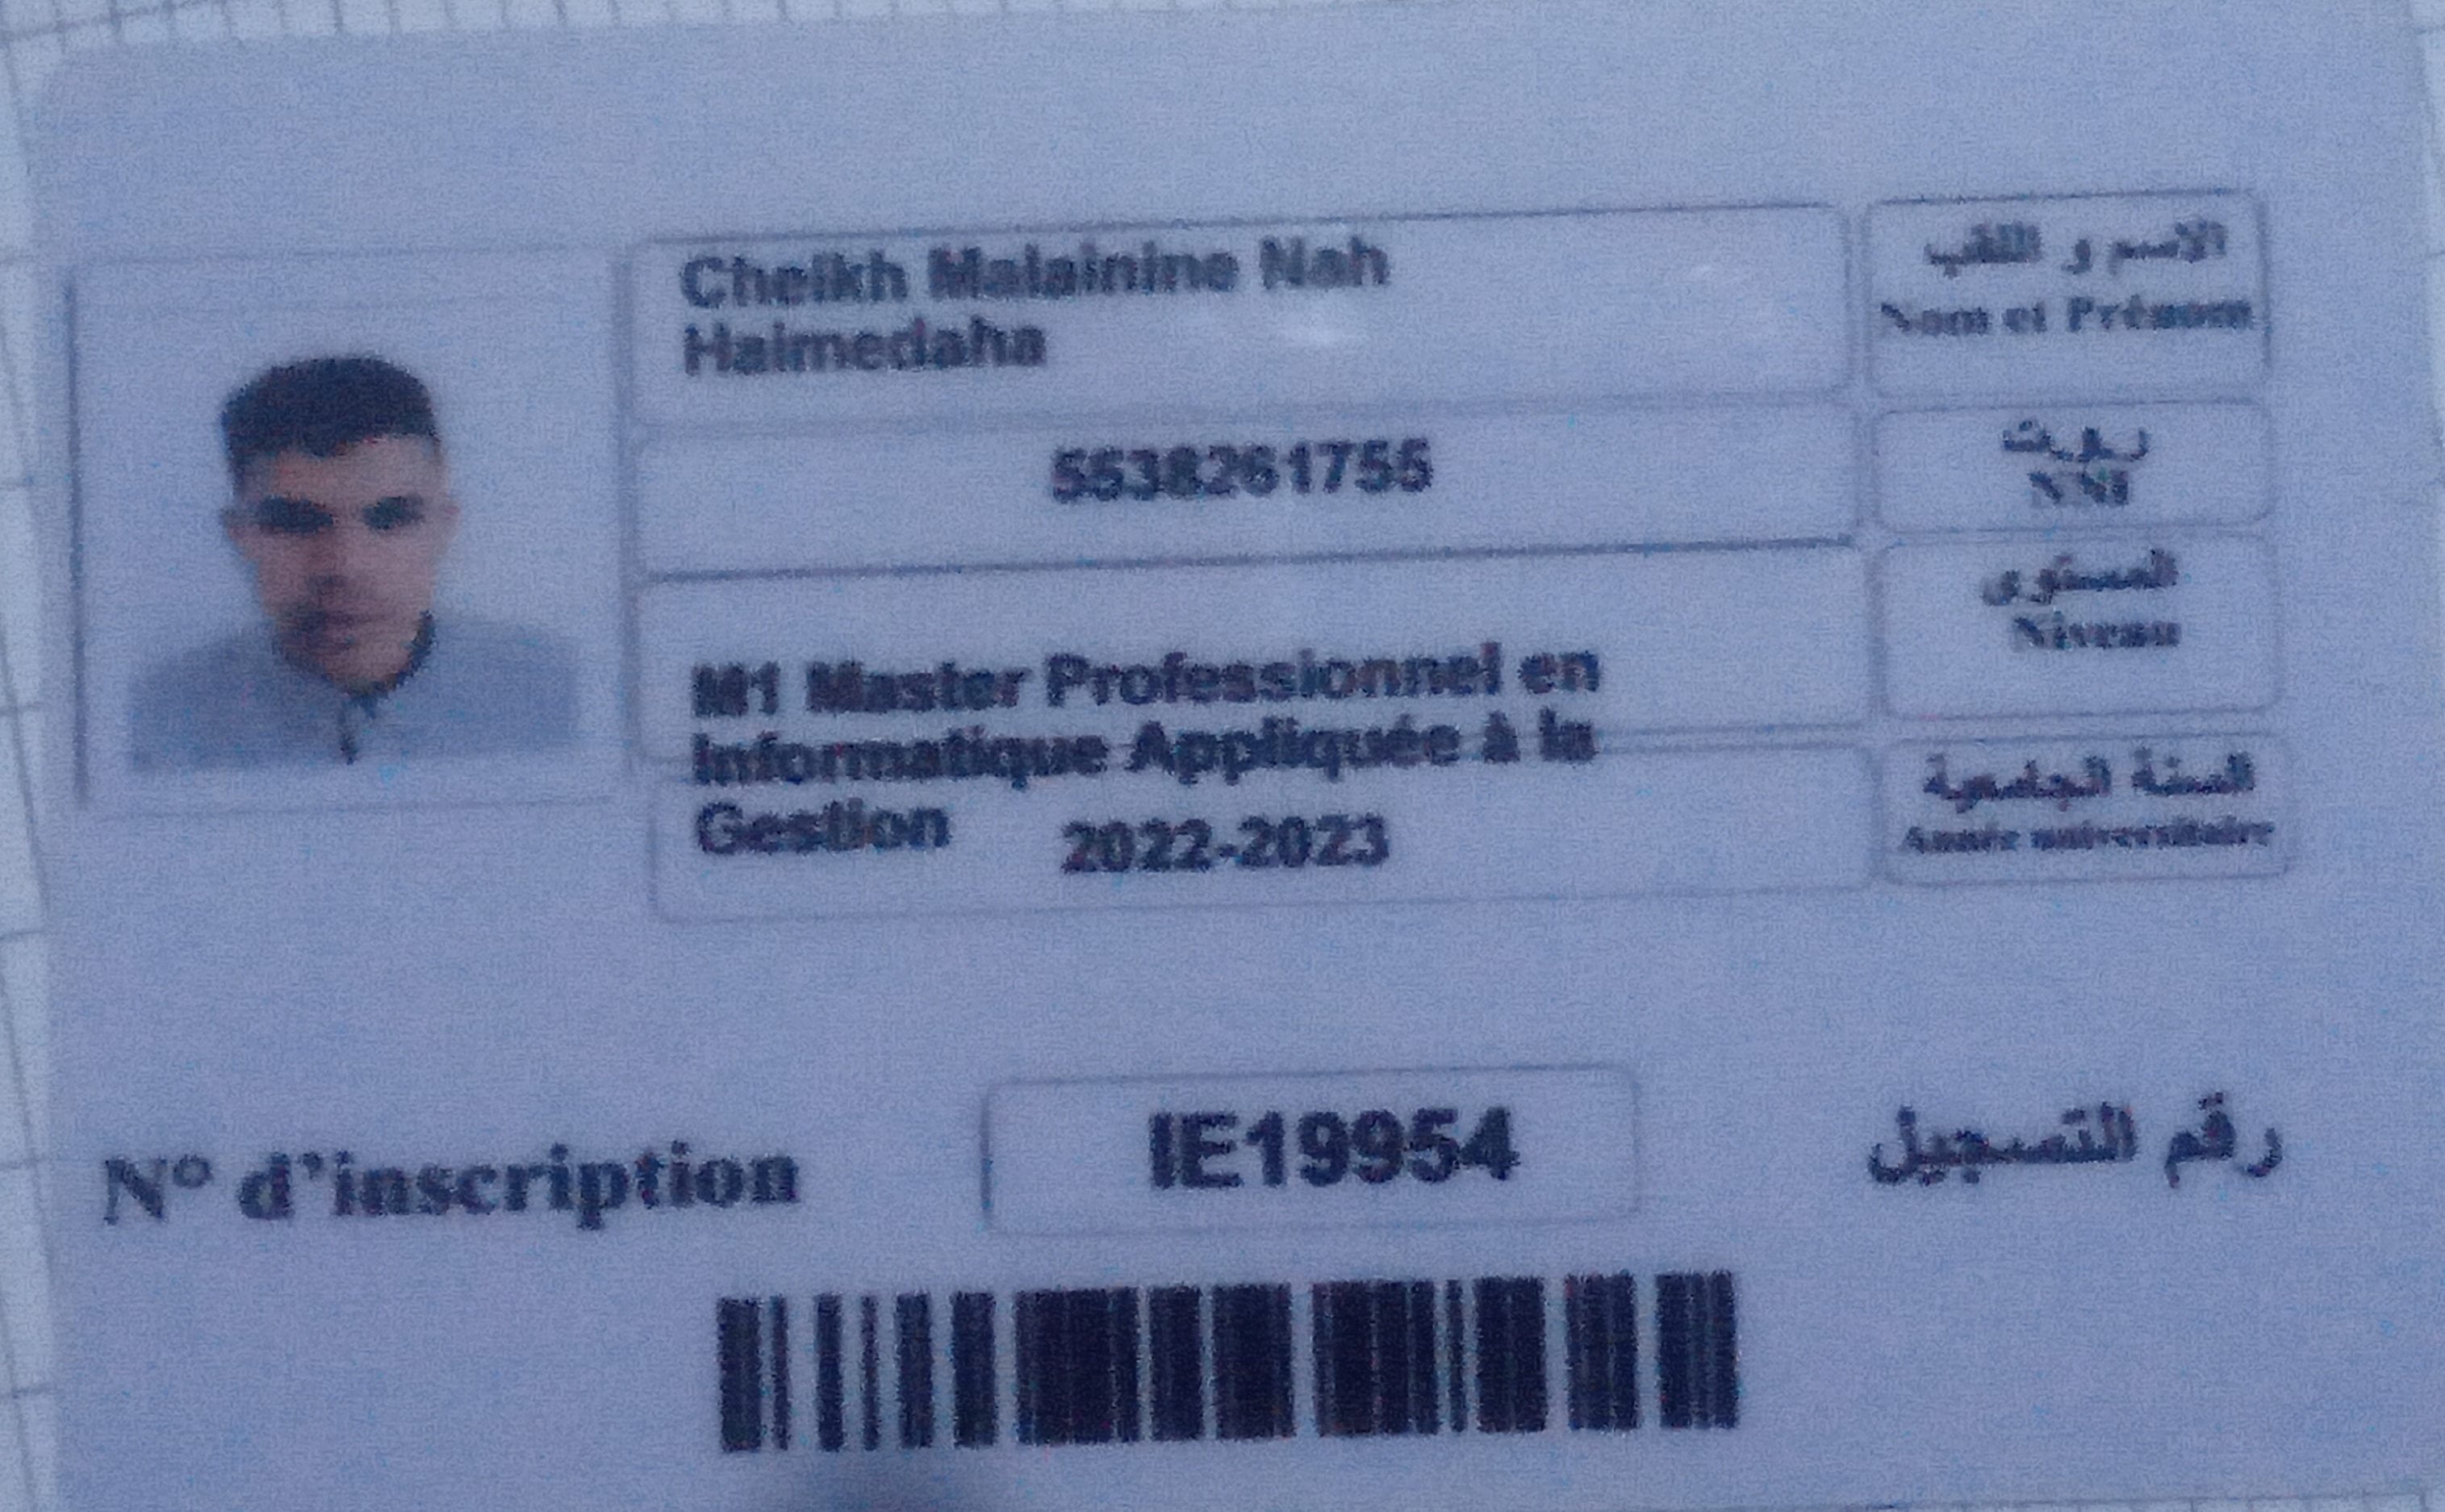 Cheikh Malainine Nah
Haimedaha
الاسم و اللقب
Nom et Prénom
5538261755
ر.و.ت
NNI
M1 Master Professionnel en
Informatique Appliquée à la
Gestion
المستوى
Niveau
2022-2023
السنة الجامعية
Année universitaire
N° d'inscription
IE19954
رقم التسجيل